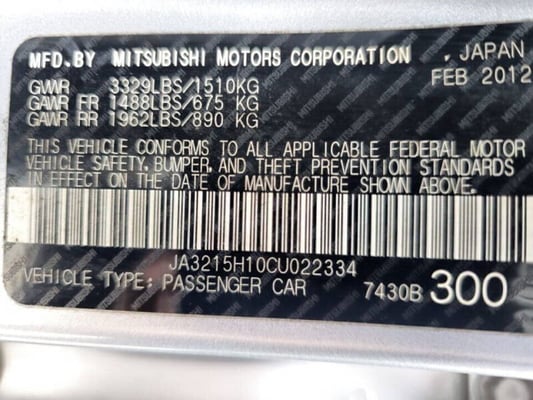 MFD.BY MITSUBISHI MOTORS CORPORATION, JAPAN
FEB 2012
GVWR 3329LBS/1510KG
GAWR FR 1488LBS/675 KG
GAWR RR 1962LBS/890 KG
THIS VEHICLE CONFORMS TO ALL APPLICABLE FEDERAL MOTOR
VEHICLE SAFETY, BUMPER, AND THEFT PREVENTION STANDARDS
IN EFFECT ON THE DATE OF MANUFACTURE SHOWN ABOVE.
JA3215H10CU022334
VEHICLE TYPE: PASSENGER CAR 7430B 300